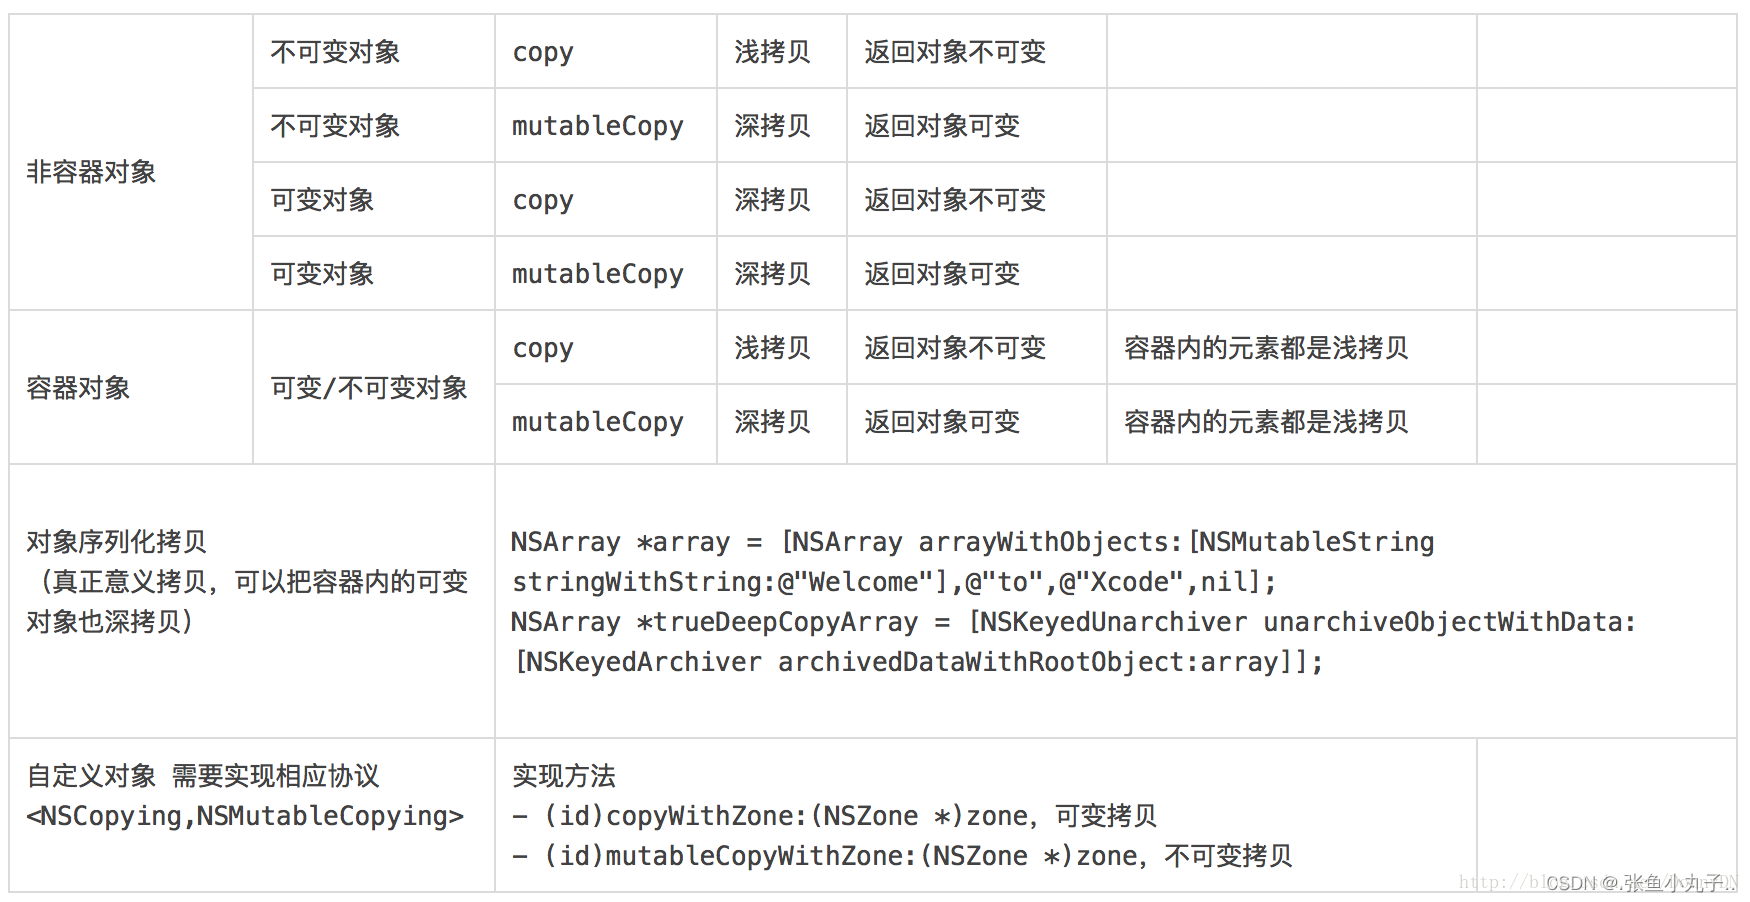 不可变对象 copy 浅拷贝 返回对象不可变
不可变对象 mutableCopy 深拷贝 返回对象可变
非容器对象
可变对象 copy 深拷贝 返回对象不可变
可变对象 mutableCopy 深拷贝 返回对象可变
copy 浅拷贝 返回对象不可变 容器内的元素都是浅拷贝
容器对象 可变/不可变对象
mutableCopy 深拷贝 返回对象可变 容器内的元素都是浅拷贝
对象序列化拷贝
（真正意义拷贝，可以把容器内的可变
对象也深拷贝）
NSArray *array = [NSArray arrayWithObjects:[NSMutableString
stringWithString:@"Welcome"],@"to",@"Xcode",nil];
NSArray *trueDeepCopyArray = [NSKeyedUnarchiver unarchiveObjectWithData:
[NSKeyedArchiver archivedDataWithRootObject:array]];
自定义对象 需要实现相应协议
<NSCopying,NSMutableCopying>
实现方法
- (id)copyWithZone:(NSZone *)zone，可变拷贝
- (id)mutableCopyWithZone:(NSZone *)zone，不可变拷贝
CSDN @.张鱼小丸子..